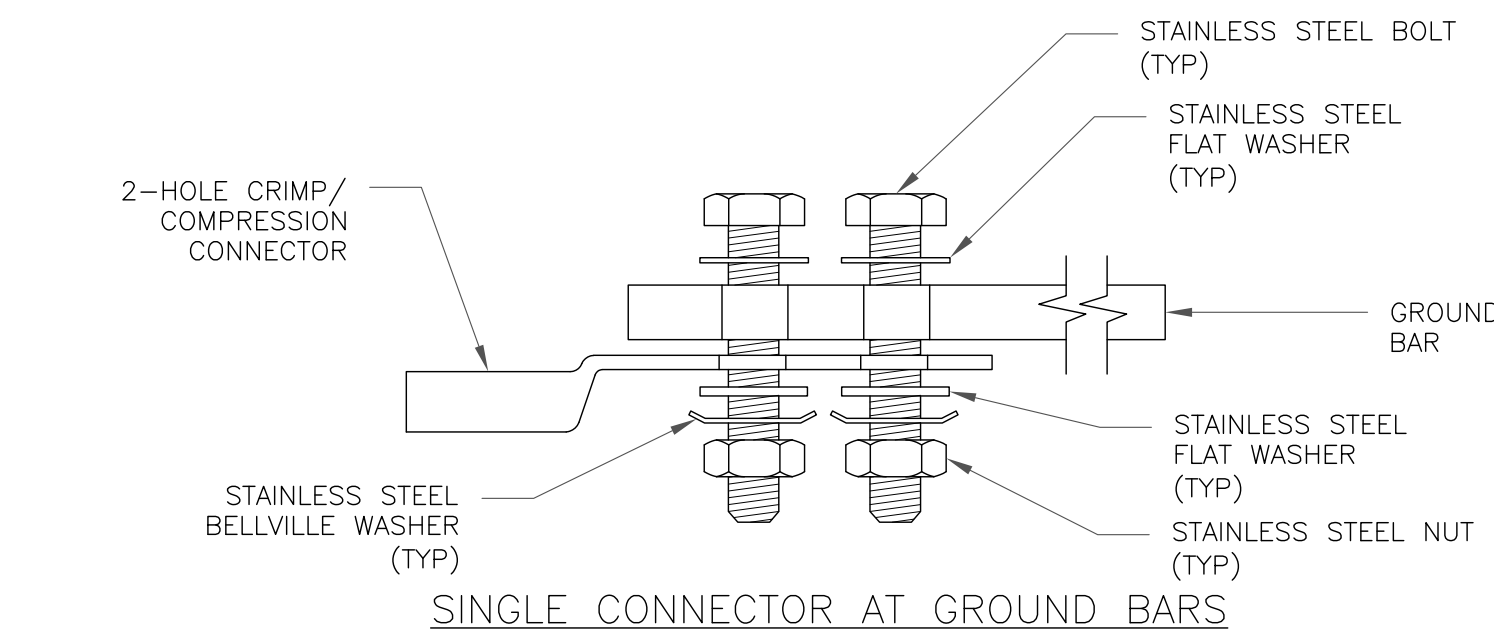 STAINLESS STEEL BOLT
(TYP)
STAINLESS STEEL
FLAT WASHER
(TYP)
2-HOLE CRIMP/
COMPRESSION
CONNECTOR
GROUND
BAR
STAINLESS STEEL
FLAT WASHER
(TYP)
STAINLESS STEEL
BELLVILLE WASHER
(TYP)
STAINLESS STEEL NUT
(TYP)
SINGLE CONNECTOR AT GROUND BARS